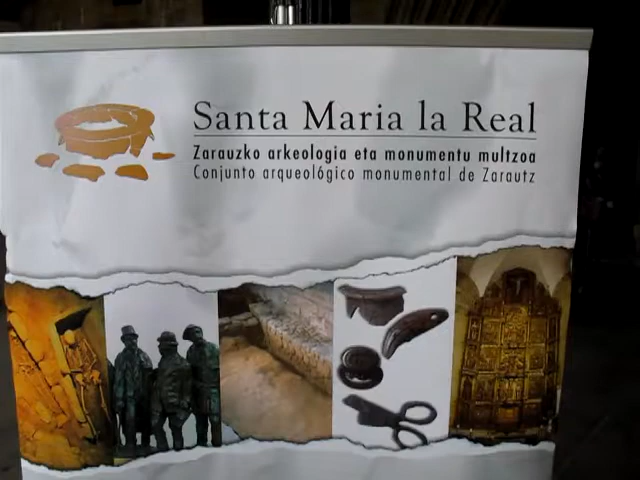 Santa Maria la Real
Zarauzko arkeologia eta monumentu multzoa
Conjunto arqueológico monumental de Zarautz